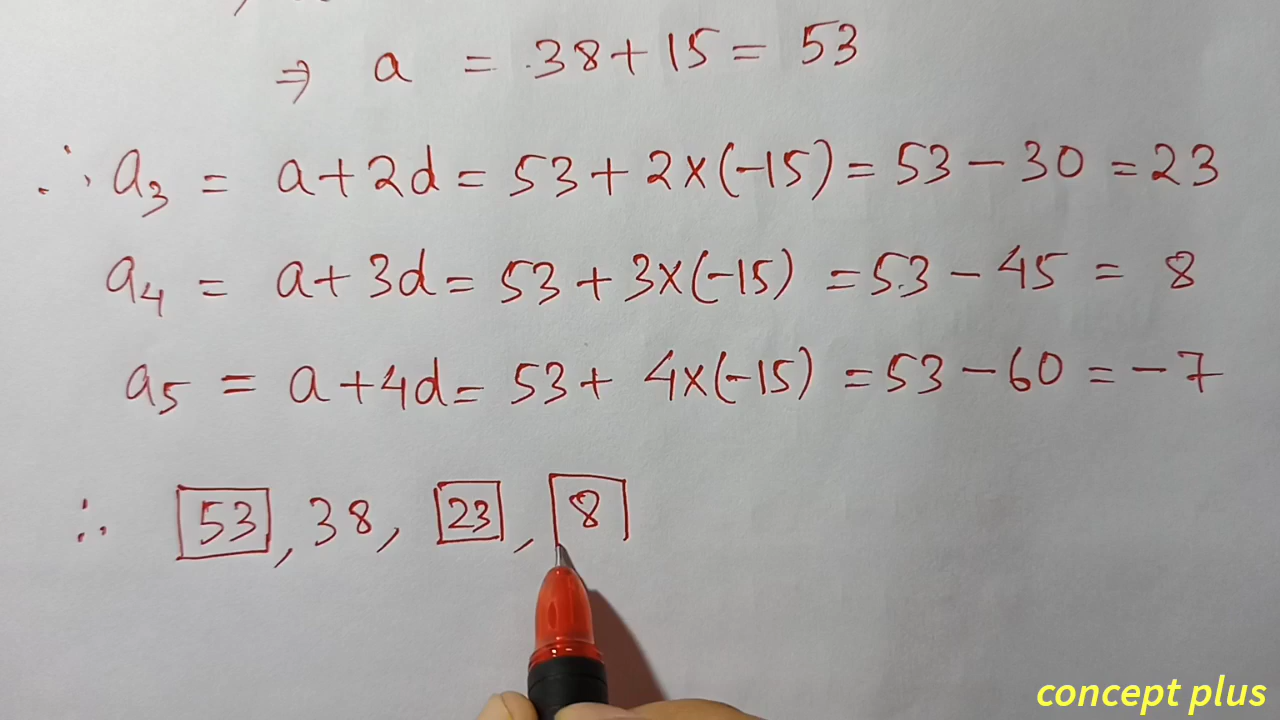 ⇒ a = 38 + 15 = 53
∴ a₃ = a + 2d = 53 + 2×(-15) = 53 - 30 = 23
a₄ = a + 3d = 53 + 3×(-15) = 53 - 45 = 8
a₅ = a + 4d = 53 + 4×(-15) = 53 - 60 = -7
∴ 53, 38, 23, 8
concept plus